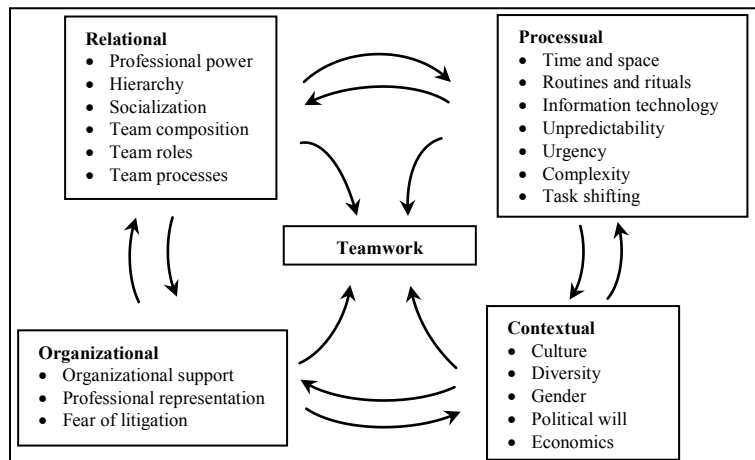 Relational
• Professional power
• Hierarchy
• Socialization
• Team composition
• Team roles
• Team processes
Processual
• Time and space
• Routines and rituals
• Information technology
• Unpredictability
• Urgency
• Complexity
• Task shifting
Teamwork
Organizational
• Organizational support
• Professional representation
• Fear of litigation
Contextual
• Culture
• Diversity
• Gender
• Political will
• Economics